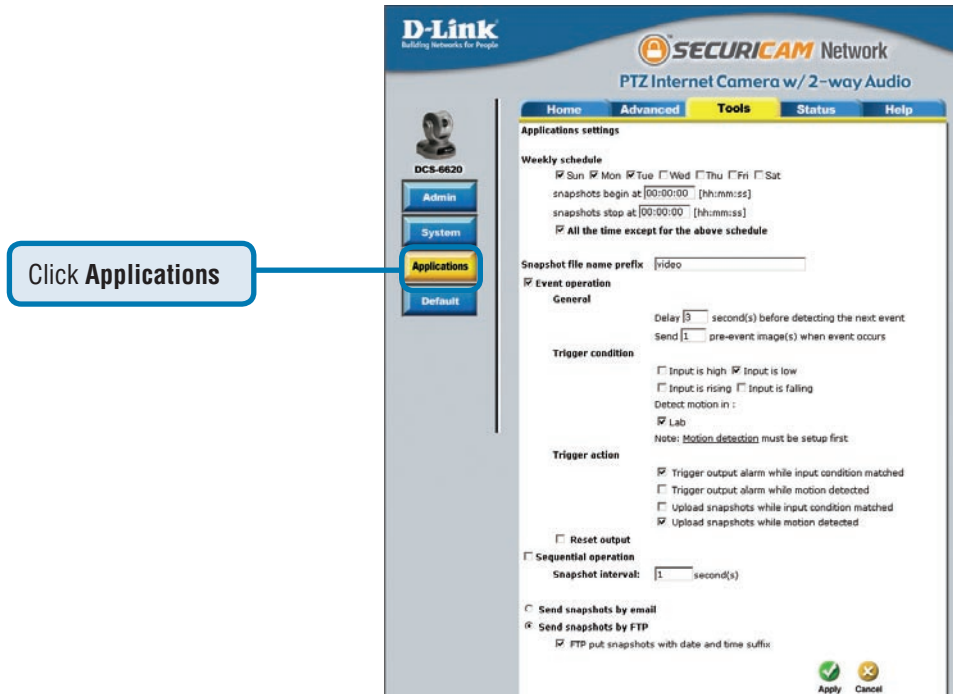 D-Link
Building Networks for People
SECURICAM Network
PTZ Internet Camera w/ 2-way Audio
Home Advanced Tools Status Help
DCS-6620
Admin
System
Applications
Default
Click Applications
Applications settings
Weekly schedule
Sun Mon Tue Wed Thu Fri Sat
snapshots begin at 00:00:00 [hh:mm:ss]
snapshots stop at 00:00:00 [hh:mm:ss]
All the time except for the above schedule
Snapshot file name prefix video
Event operation
General
Delay 3 second(s) before detecting the next event
Send 1 pre-event image(s) when event occurs
Trigger condition
Input is high Input is low
Input is rising Input is falling
Detect motion in :
Lab
Note: Motion detection must be setup first
Trigger action
Trigger output alarm while input condition matched
Trigger output alarm while motion detected
Upload snapshots while input condition matched
Upload snapshots while motion detected
Reset output
Sequential operation
Snapshot interval: 1 second(s)
Send snapshots by email
Send snapshots by FTP
FTP put snapshots with date and time suffix
Apply Cancel